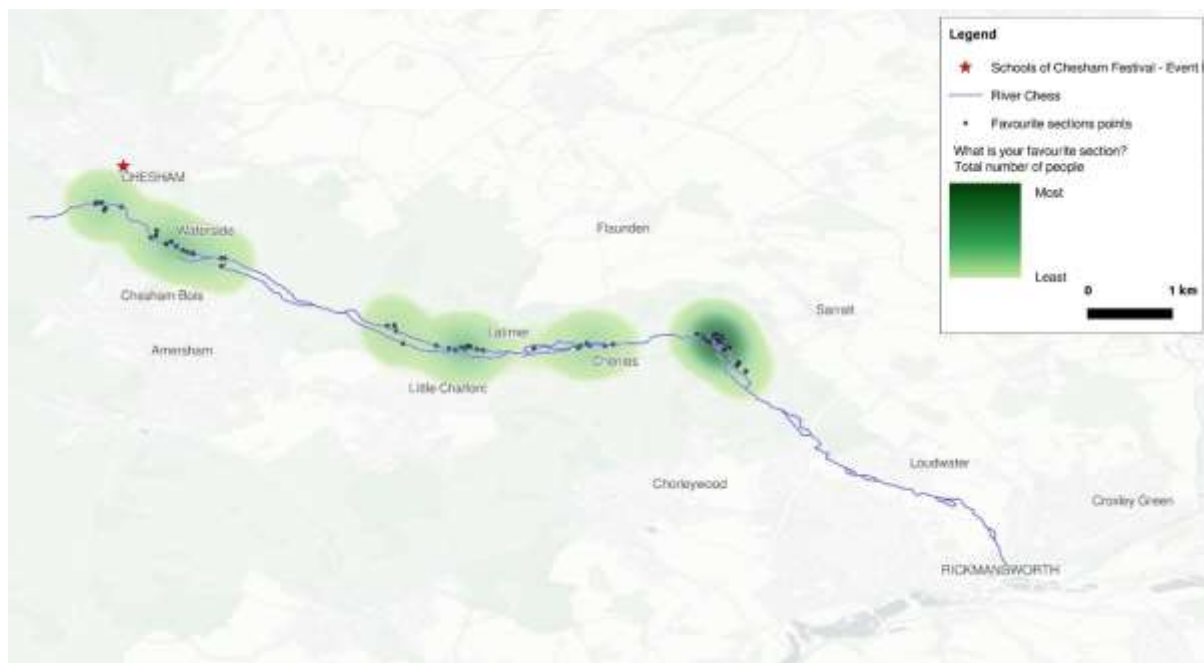 Legend
Schools of Chesham Festival - Event
River Chess
Favourite sections points
What is your favourite section?
Total number of people
Most
Least
0 1 km
CHESHAM
Waterside
Flaunden
Chesham Bois
Sarratt
Latimer
Amersham
Chenies
Little Chalfont
Loudwater
Chorleywood
Croxley Green
RICKMANSWORTH